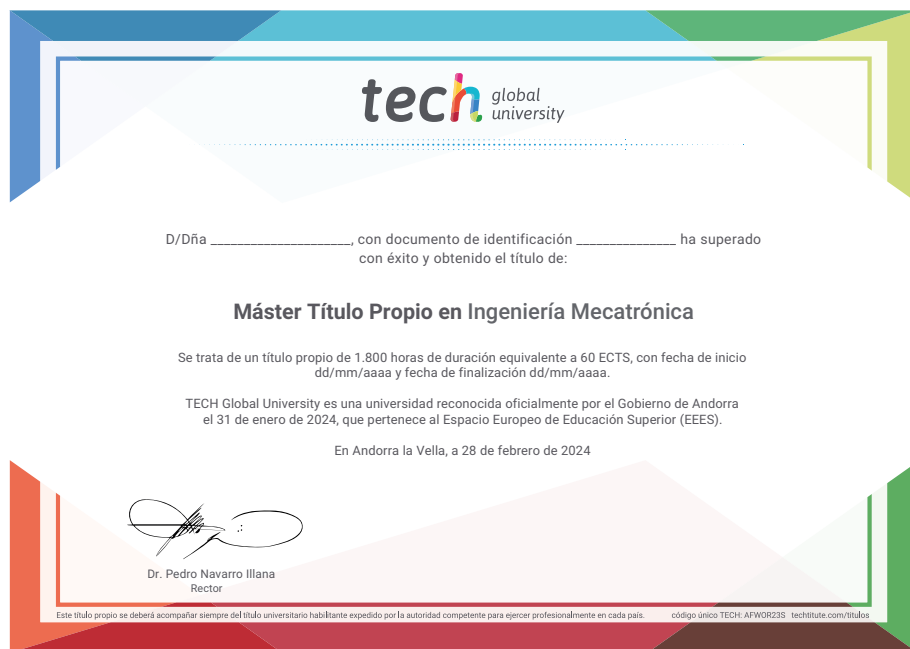 tech global
university
D/Dña _____________________, con documento de identificación _______________ ha superado
con éxito y obtenido el título de:
Máster Título Propio en Ingeniería Mecatrónica
Se trata de un título propio de 1.800 horas de duración equivalente a 60 ECTS, con fecha de inicio
dd/mm/aaaa y fecha de finalización dd/mm/aaaa.
TECH Global University es una universidad reconocida oficialmente por el Gobierno de Andorra
el 31 de enero de 2024, que pertenece al Espacio Europeo de Educación Superior (EEES).
En Andorra la Vella, a 28 de febrero de 2024
Dr. Pedro Navarro Illana
Rector
Este título propio se deberá acompañar siempre del título universitario habilitante expedido por la autoridad competente para ejercer profesionalmente en cada país. código único TECH: AFWOR23S techtitute.com/titulos